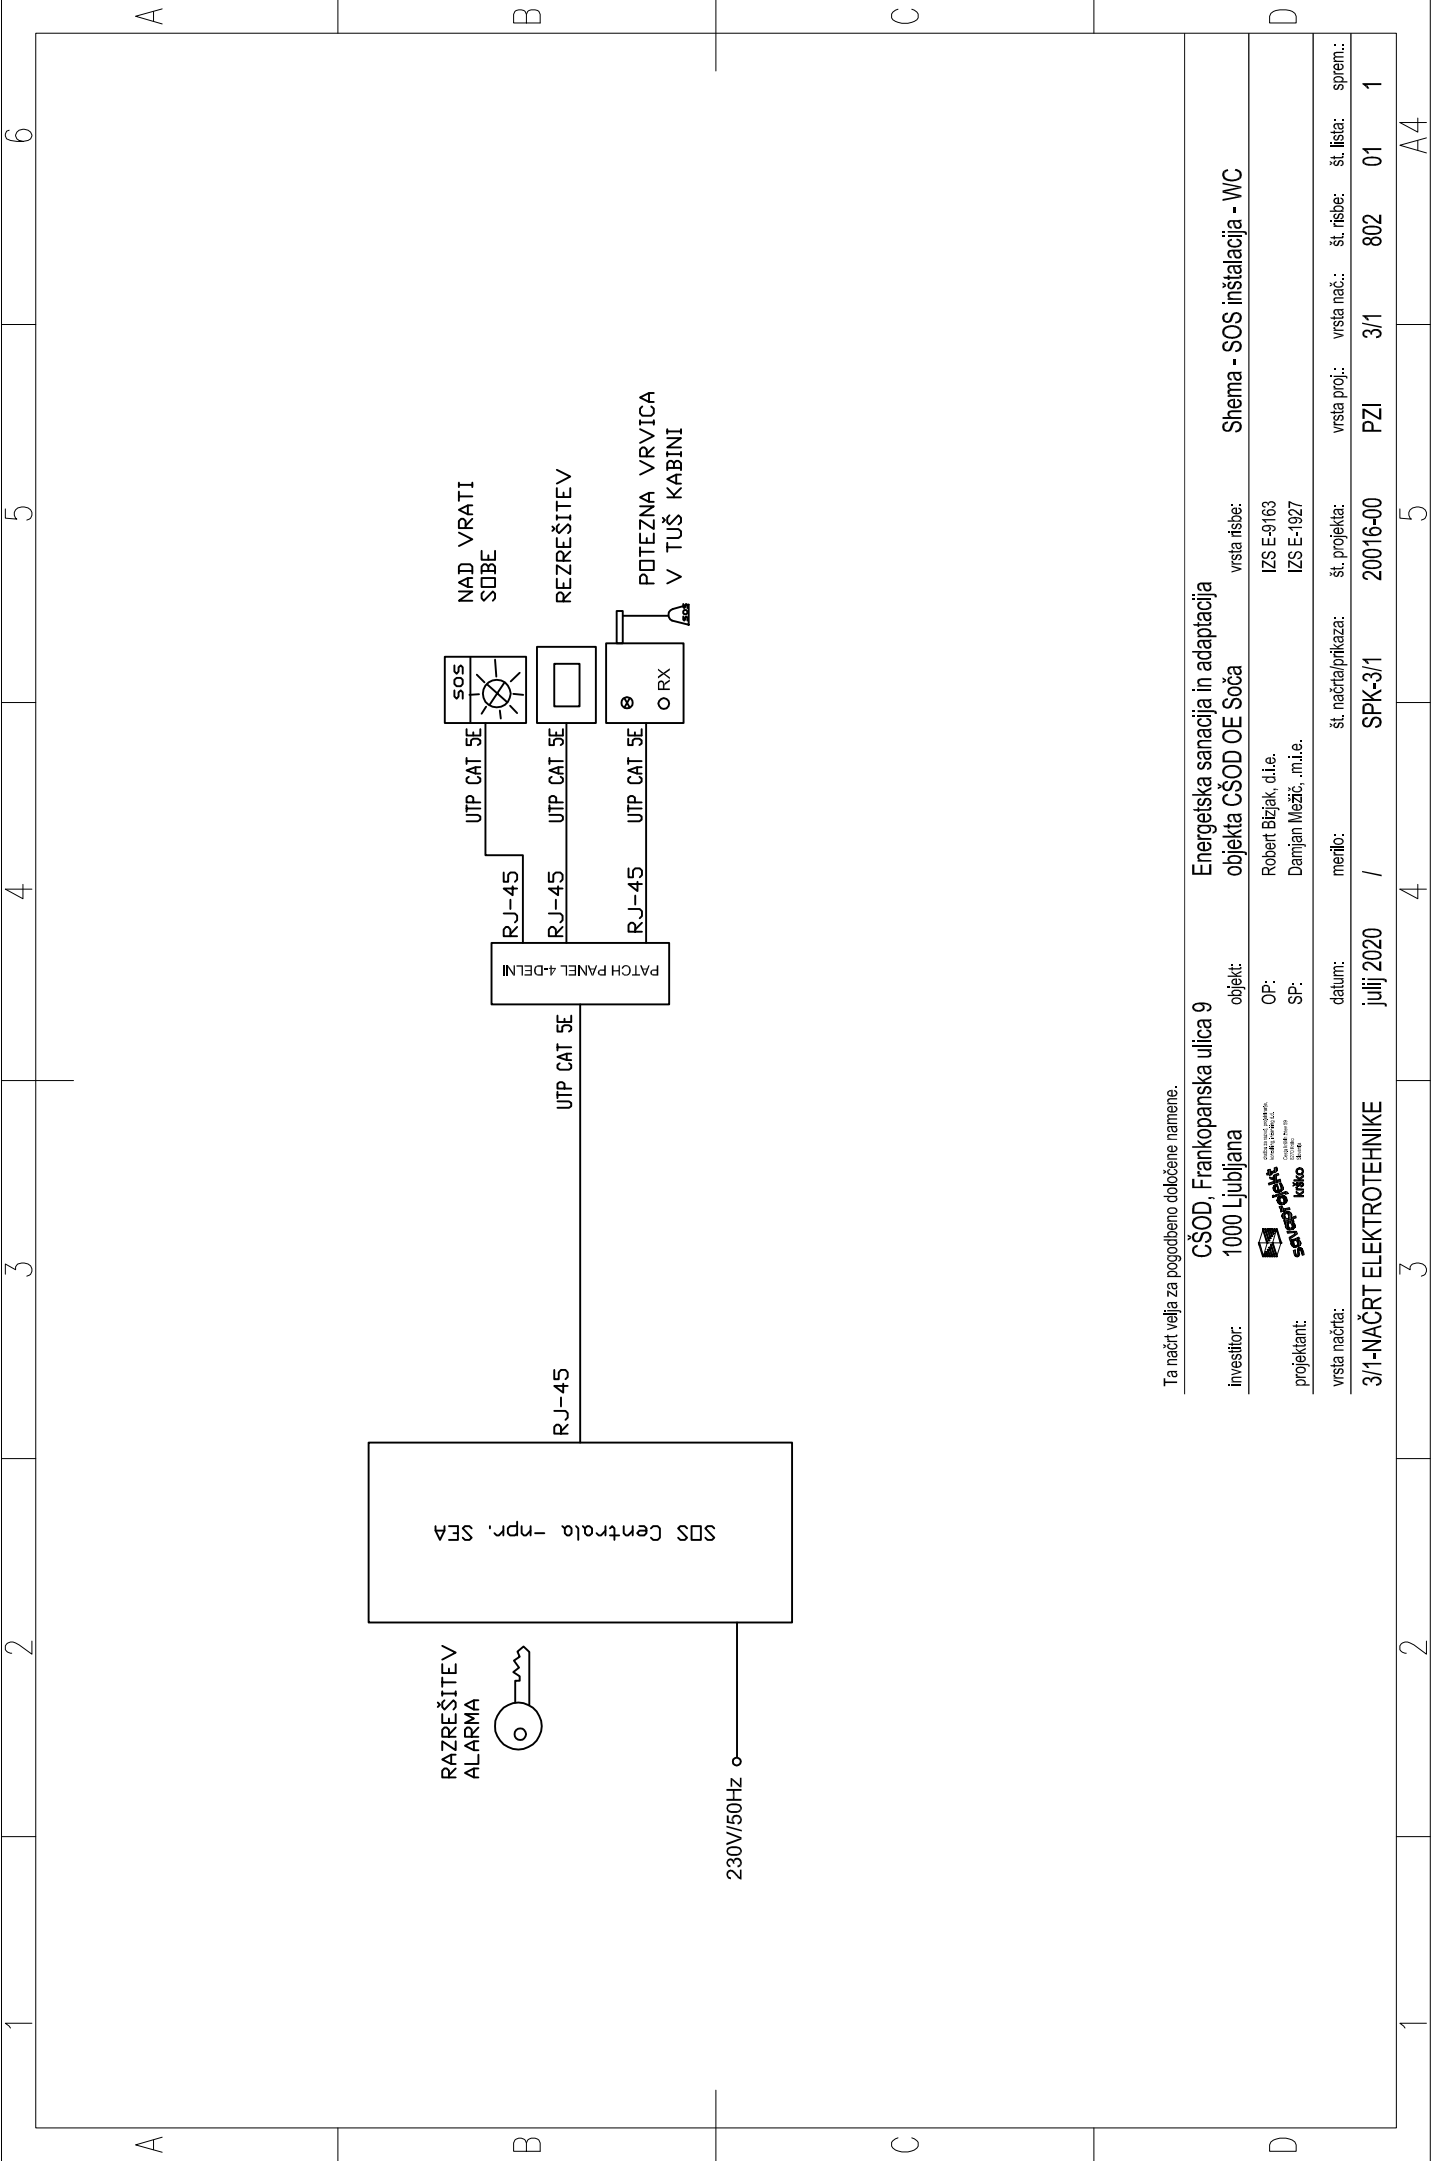 1 2 3 4 5 6
A
B
C
D
RAZREŠITEV
ALARMA
230V/50Hz
SOS Centrala -npr. SEA
RJ-45
UTP CAT 5E
PATCH PANEL 4-DELNI
RJ-45
UTP CAT 5E
RJ-45
UTP CAT 5E
RJ-45
UTP CAT 5E
SOS
NAD VRATI
SOBE
REZREŠITEV
RX
SOS
POTEZNA VRVICA
V TUŠ KABINI
Ta načrt velja za pogodbeno določene namene.
investitor:
CŠOD, Frankopanska ulica 9
1000 Ljubljana
objekt:
Energetska sanacija in adaptacija
objekta CŠOD OE Soča
vrsta risbe:
Shema - SOS inštalacija - WC
projektant:
savaprojekt
krško
OP: Robert Bizjak, d.i.e. IZS E-9163
SP: Damjan Mežič, .m.i.e. IZS E-1927
vrsta načrta: datum: merilo: št. načrta/prikaza: št. projekta: vrsta proj.: vrsta nač.: št. risbe: št. lista: sprem.:
3/1-NAČRT ELEKTROTEHNIKE julij 2020 / SPK-3/1 20016-00 PZI 3/1 802 01 1
A
B
C
D
1 2 3 4 5 A4